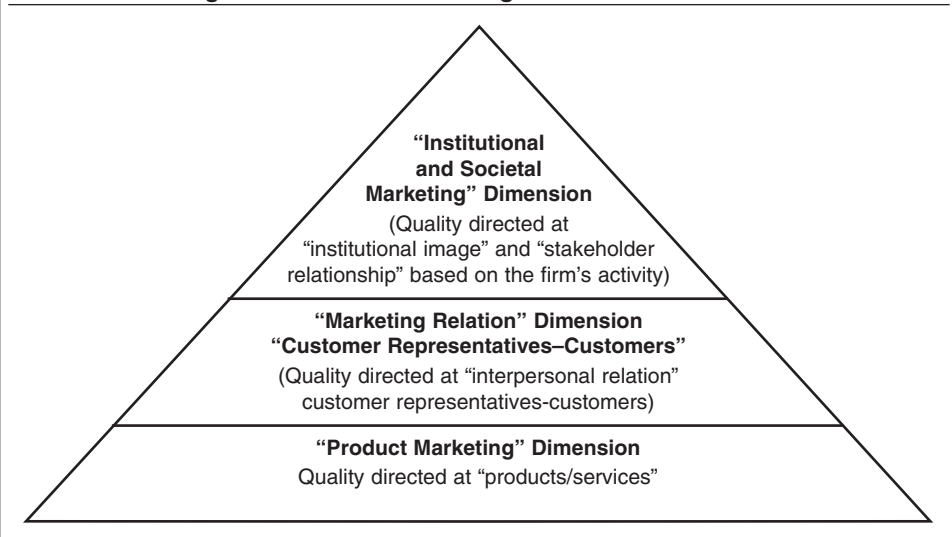 “Institutional
and Societal
Marketing” Dimension
(Quality directed at
“institutional image” and “stakeholder
relationship” based on the firm’s activity)
“Marketing Relation” Dimension
“Customer Representatives–Customers”
(Quality directed at “interpersonal relation”
customer representatives-customers)
“Product Marketing” Dimension
Quality directed at “products/services”